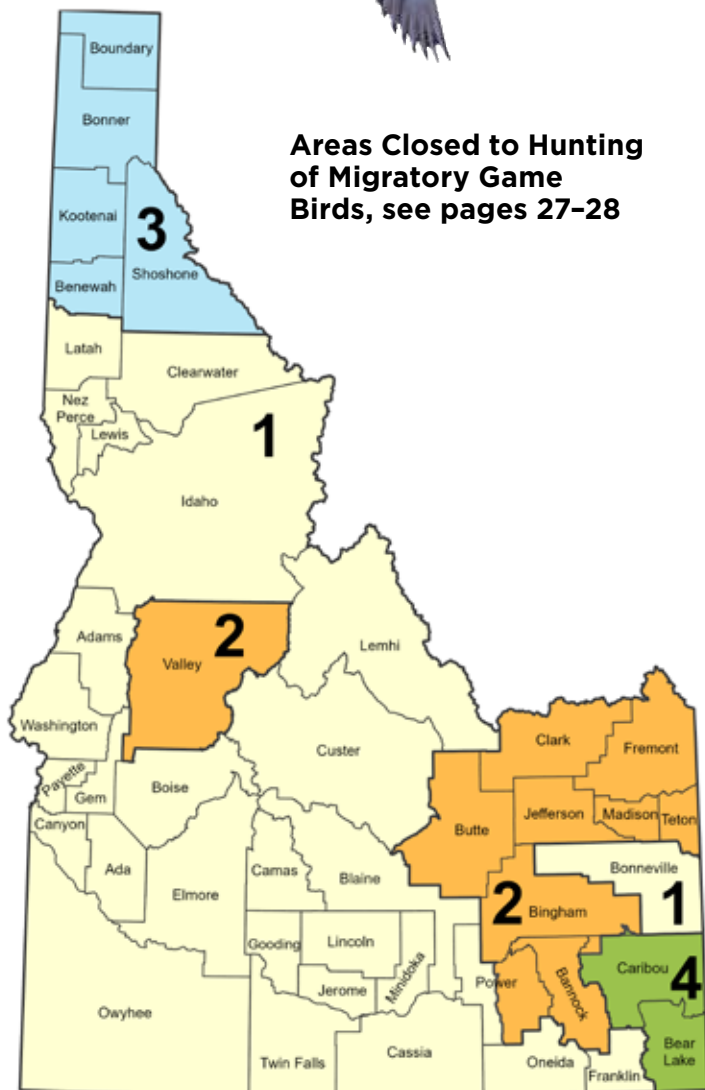 Boundary
Bonner
Areas Closed to Hunting
of Migratory Game
Birds, see pages 27–28
Kootenai
3
Shoshone
Benewah
Latah
Clearwater
Nez
Perce
Lewis
1
Idaho
Adams
2
Valley
Lemhi
Washington
Custer
Clark
Fremont
Payette
Gem
Boise
Canyon
Butte
Jefferson
Madison
Teton
Ada
Elmore
Camas
Blaine
Bonneville
2
Bingham
1
Gooding
Lincoln
Jerome
Minidoka
Power
Bannock
Caribou
4
Owyhee
Twin Falls
Cassia
Oneida
Franklin
Bear
Lake